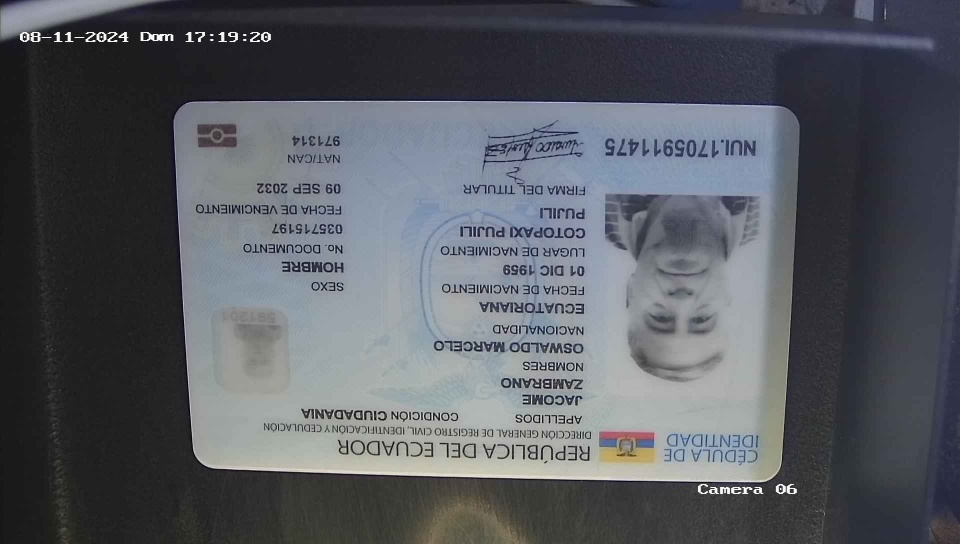 08-11-2024 Dom 17:19:20
CÉDULA DE
IDENTIDAD
REPÚBLICA DEL ECUADOR
DIRECCIÓN GENERAL DE REGISTRO CIVIL, IDENTIFICACIÓN Y CEDULACIÓN
APELLIDOS
CONDICIÓN CIUDADANIA
JACOME
ZAMBRANO
NOMBRES
OSWALDO MARCELO
NACIONALIDAD
ECUATORIANA
FECHA DE NACIMIENTO
01 DIC 1959
LUGAR DE NACIMIENTO
COTOPAXI PUJILI
PUJILI
FIRMA DEL TITULAR
SEXO
HOMBRE
No. DOCUMENTO
035715197
FECHA DE VENCIMIENTO
09 SEP 2032
NAT/CAN
971314
NUI.1705911475
Camera 06